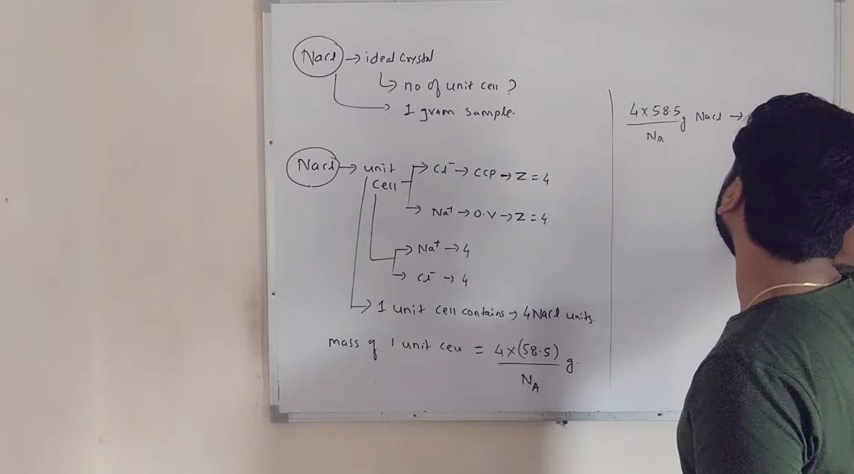 Nacl → ideal crystal
↳ no of unit cell ?
→ 1 gram sample.
Nacl → unit cell
→ Cl⁻ → CCP → Z = 4
→ Na⁺ → O.V → Z = 4
→ Na⁺ → 4
→ Cl⁻ → 4
→ 1 unit cell contains → 4 Nacl units.
mass of 1 unit cell = 4×(58.5)/N_A g.
4×58.5/N_A g Nacl →